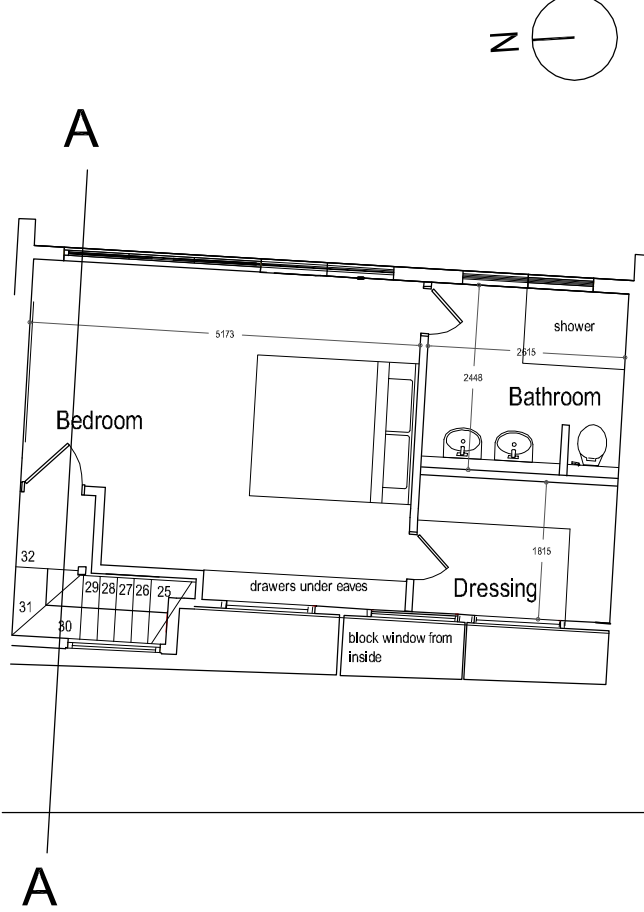 N
A
shower
5173
2615
2448
Bathroom
Bedroom
1815
32
drawers under eaves
Dressing
29 28 27 26 25
31
30
block window from
inside
A